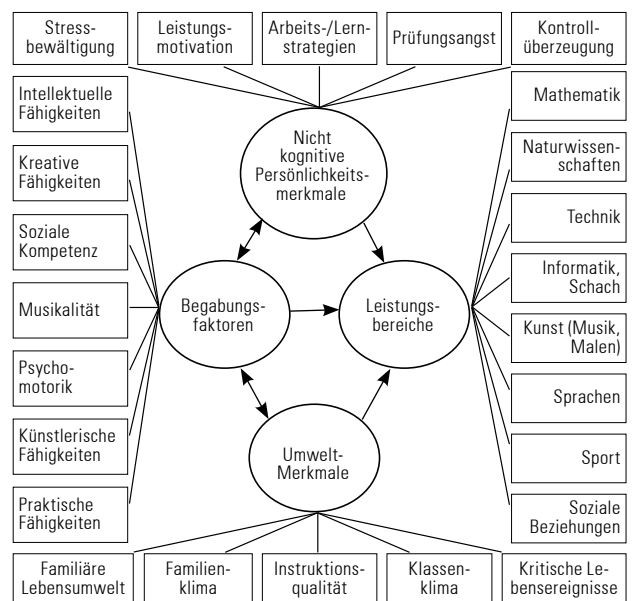 Stress-
bewältigung
Leistungs-
motivation
Arbeits-/Lern-
strategien
Prüfungsangst
Kontroll-
überzeugung
Intellektuelle
Fähigkeiten
Kreative
Fähigkeiten
Soziale
Kompetenz
Musikalität
Psycho-
motorik
Künstlerische
Fähigkeiten
Praktische
Fähigkeiten
Nicht
kognitive
Persönlichkeits-
merkmale
Begabungs-
faktoren
Leistungs-
bereiche
Umwelt-
Merkmale
Mathematik
Naturwissen-
schaften
Technik
Informatik,
Schach
Kunst (Musik,
Malen)
Sprachen
Sport
Soziale
Beziehungen
Familiäre
Lebensumwelt
Familien-
klima
Instruktions-
qualität
Klassen-
klima
Kritische Le-
bensereignisse